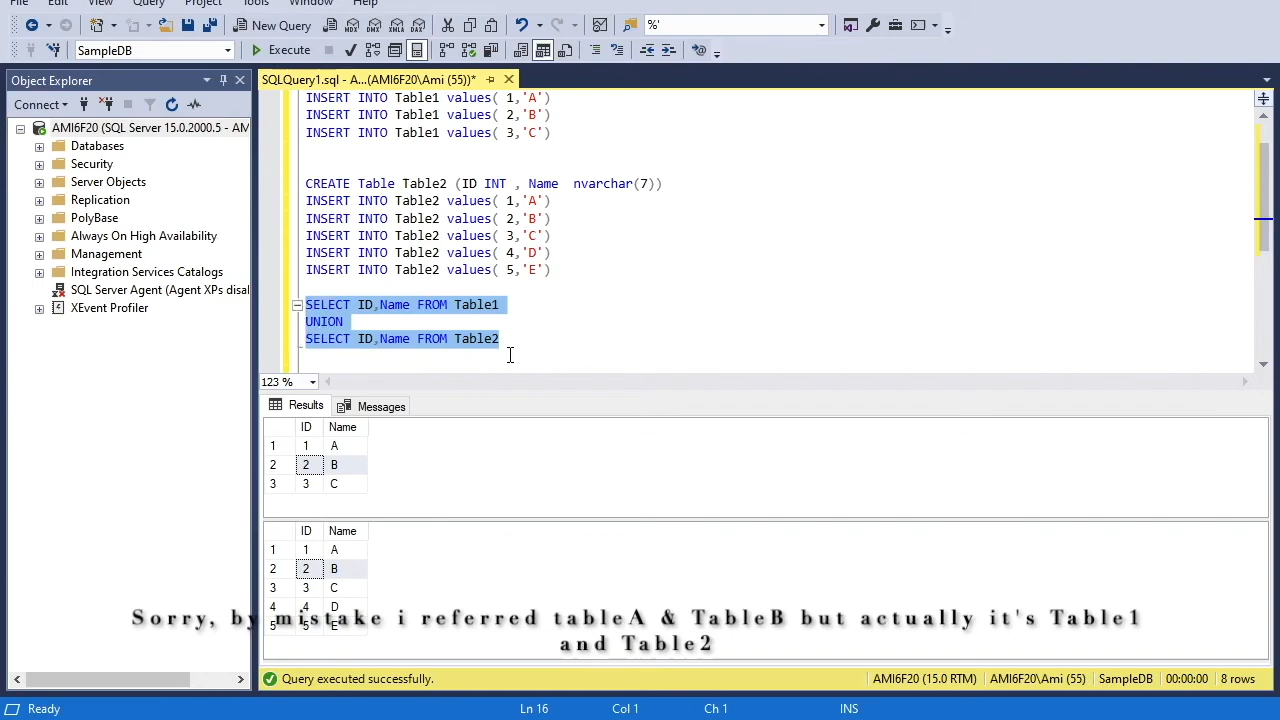 File Edit View Query Project Tools Window Help
New Query MDX DMX XMLA DAX %'
SampleDB Execute
Object Explorer
SQLQuery1.sql - A...(AMI6F20\Ami (55))*
Connect
AMI6F20 (SQL Server 15.0.2000.5 - AM
Databases
Security
Server Objects
Replication
PolyBase
Always On High Availability
Management
Integration Services Catalogs
SQL Server Agent (Agent XPs disal
XEvent Profiler
INSERT INTO Table1 values( 1,'A')
INSERT INTO Table1 values( 2,'B')
INSERT INTO Table1 values( 3,'C')
CREATE Table Table2 (ID INT , Name  nvarchar(7))
INSERT INTO Table2 values( 1,'A')
INSERT INTO Table2 values( 2,'B')
INSERT INTO Table2 values( 3,'C')
INSERT INTO Table2 values( 4,'D')
INSERT INTO Table2 values( 5,'E')
SELECT ID,Name FROM Table1
UNION
SELECT ID,Name FROM Table2
123 %
Results Messages
ID Name
1 1 A
2 2 B
3 3 C
ID Name
1 1 A
2 2 B
3 3 C
4 4 D
5 5 E
Sorry, by mistake i referred tableA & TableB but actually it's Table1
and Table2
Query executed successfully. AMI6F20 (15.0 RTM) AMI6F20\Ami (55) SampleDB 00:00:00 8 rows
Ready Ln 16 Col 1 Ch 1 INS